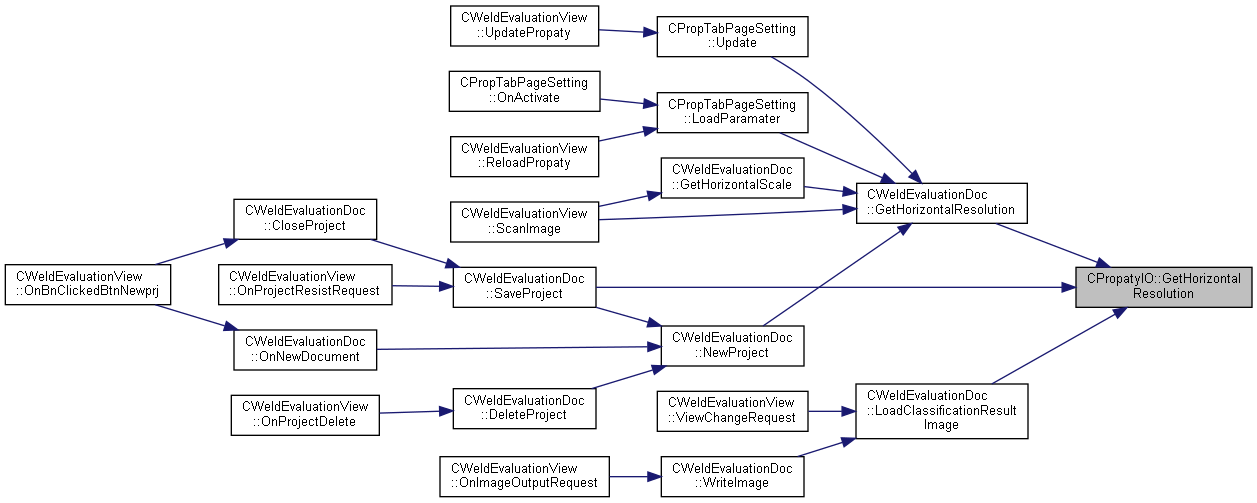 CWeldEvaluationView
::UpdatePropaty
CPropTabPageSetting
::Update
CPropTabPageSetting
::OnActivate
CPropTabPageSetting
::LoadParamater
CWeldEvaluationView
::ReloadPropaty
CWeldEvaluationDoc
::GetHorizontalScale
CWeldEvaluationDoc
::GetHorizontalResolution
CWeldEvaluationView
::ScanImage
CWeldEvaluationDoc
::CloseProject
CWeldEvaluationView
::OnBnClickedBtnNewprj
CWeldEvaluationView
::OnProjectResistRequest
CWeldEvaluationDoc
::SaveProject
CPropatyIO::GetHorizontal
Resolution
CWeldEvaluationDoc
::OnNewDocument
CWeldEvaluationDoc
::NewProject
CWeldEvaluationView
::OnProjectDelete
CWeldEvaluationDoc
::DeleteProject
CWeldEvaluationView
::ViewChangeRequest
CWeldEvaluationDoc
::LoadClassificationResult
Image
CWeldEvaluationView
::OnImageOutputRequest
CWeldEvaluationDoc
::WriteImage